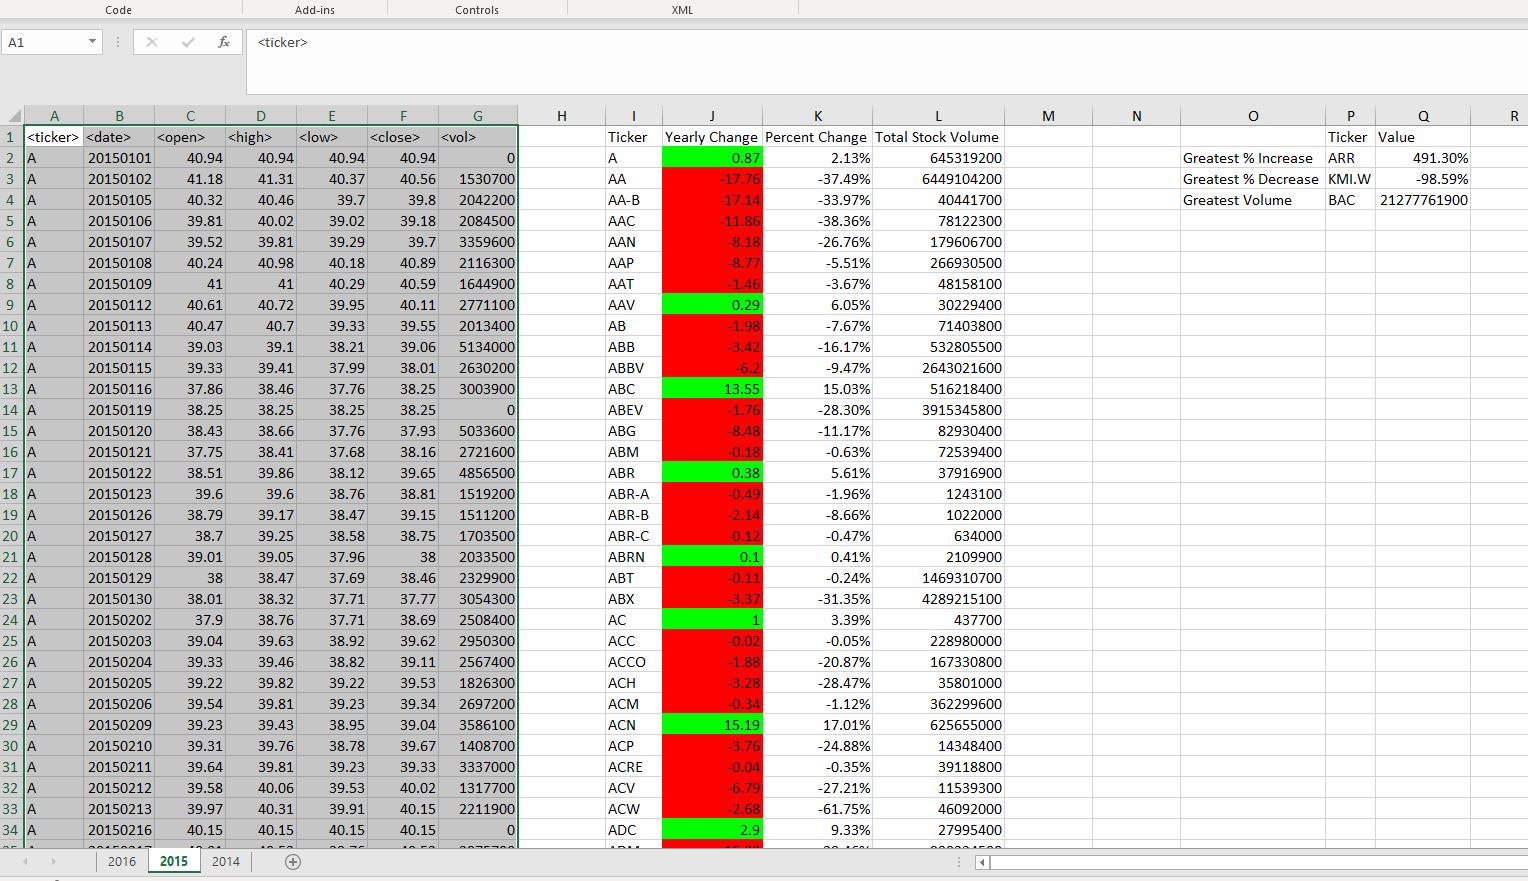 Code Add-ins Controls XML
A1 fx <ticker>
A B C D E F G H I J K L M N O P Q R
1 <ticker> <date> <open> <high> <low> <close> <vol> Ticker Yearly Change Percent Change Total Stock Volume Ticker Value
2 A 20150101 40.94 40.94 40.94 40.94 0 A 0.87 2.13% 645319200 Greatest % Increase ARR 491.30%
3 A 20150102 41.18 41.31 40.37 40.56 1530700 AA -17.76 -37.49% 6449104200 Greatest % Decrease KMI.W -98.59%
4 A 20150105 40.32 40.46 39.7 39.8 2042200 AA-B -17.14 -33.97% 40441700 Greatest Volume BAC 21277761900
5 A 20150106 39.81 40.02 39.02 39.18 2084500 AAC -11.86 -38.36% 78122300
6 A 20150107 39.52 39.81 39.29 39.7 3359600 AAN -8.18 -26.76% 179606700
7 A 20150108 40.24 40.98 40.18 40.89 2116300 AAP -8.77 -5.51% 266930500
8 A 20150109 41 41 40.29 40.59 1644900 AAT -1.46 -3.67% 48158100
9 A 20150112 40.61 40.72 39.95 40.11 2771100 AAV 0.29 6.05% 30229400
10 A 20150113 40.47 40.7 39.33 39.55 2013400 AB -1.98 -7.67% 71403800
11 A 20150114 39.03 39.1 38.21 39.06 5134000 ABB -3.42 -16.17% 532805500
12 A 20150115 39.33 39.41 37.99 38.01 2630200 ABBV -6.2 -9.47% 2643021600
13 A 20150116 37.86 38.46 37.76 38.25 3003900 ABC 13.55 15.03% 516218400
14 A 20150119 38.25 38.25 38.25 38.25 0 ABEV -1.76 -28.30% 3915345800
15 A 20150120 38.43 38.66 37.76 37.93 5033600 ABG -8.48 -11.17% 82930400
16 A 20150121 37.75 38.41 37.68 38.16 2721600 ABM -0.18 -0.63% 72539400
17 A 20150122 38.51 39.86 38.12 39.65 4856500 ABR 0.38 5.61% 37916900
18 A 20150123 39.6 39.6 38.76 38.81 1519200 ABR-A -0.49 -1.96% 1243100
19 A 20150126 38.79 39.17 38.47 39.15 1511200 ABR-B -2.14 -8.66% 1022000
20 A 20150127 38.7 39.25 38.58 38.75 1703500 ABR-C -0.12 -0.47% 634000
21 A 20150128 39.01 39.05 37.96 38 2033500 ABRN 0.1 0.41% 2109900
22 A 20150129 38 38.47 37.69 38.46 2329900 ABT -0.11 -0.24% 1469310700
23 A 20150130 38.01 38.32 37.71 37.77 3054300 ABX -3.37 -31.35% 4289215100
24 A 20150202 37.9 38.76 37.71 38.69 2508400 AC 1 3.39% 437700
25 A 20150203 39.04 39.63 38.92 39.62 2950300 ACC -0.02 -0.05% 228980000
26 A 20150204 39.33 39.46 38.82 39.11 2567400 ACCO -1.88 -20.87% 167330800
27 A 20150205 39.22 39.82 39.22 39.53 1826300 ACH -3.28 -28.47% 35801000
28 A 20150206 39.54 39.81 39.23 39.34 2697200 ACM -0.34 -1.12% 362299600
29 A 20150209 39.23 39.43 38.95 39.04 3586100 ACN 15.19 17.01% 625655000
30 A 20150210 39.31 39.76 38.78 39.67 1408700 ACP -3.76 -24.88% 14348400
31 A 20150211 39.64 39.81 39.23 39.33 3337000 ACRE -0.04 -0.35% 39118800
32 A 20150212 39.58 40.06 39.53 40.02 1317700 ACV -6.79 -27.21% 11539300
33 A 20150213 39.97 40.31 39.91 40.15 2211900 ACW -2.68 -61.75% 46092000
34 A 20150216 40.15 40.15 40.15 40.15 0 ADC 2.9 9.33% 27995400
2016 2015 2014